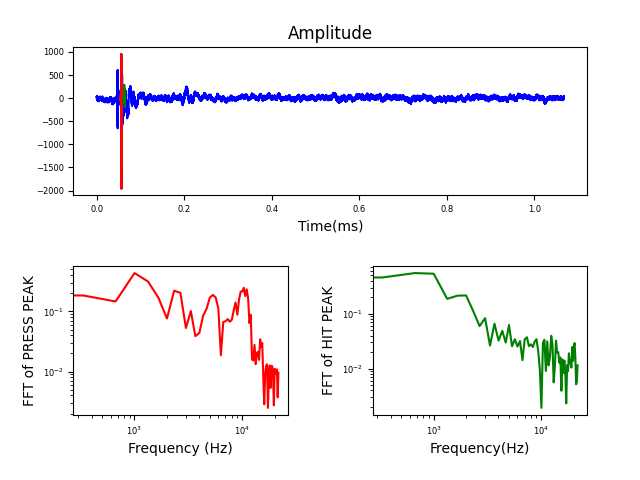 Amplitude
1000
500
0
−500
−1000
−1500
−2000
0.0 0.2 0.4 0.6 0.8 1.0
Time(ms)
FFT of PRESS PEAK
10⁻¹
10⁻²
10³ 10⁴
Frequency (Hz)
FFT of HIT PEAK
10⁻¹
10⁻²
10³ 10⁴
Frequency(Hz)